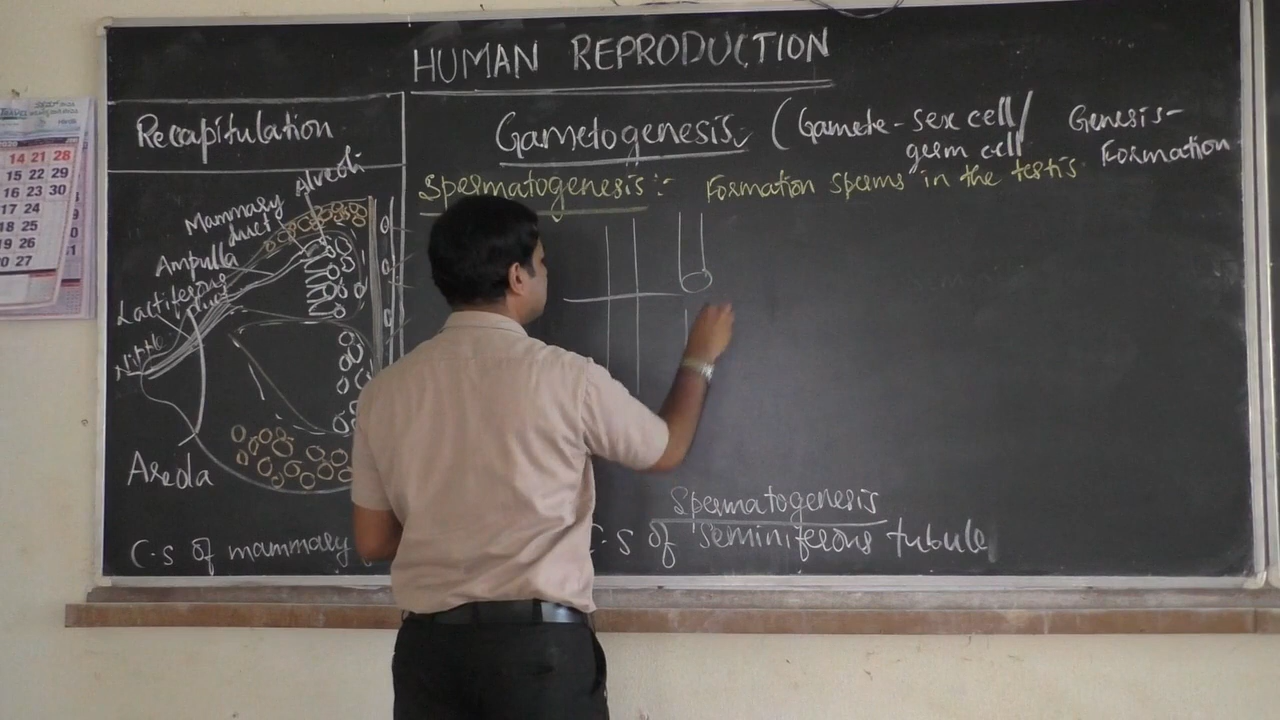 HUMAN REPRODUCTION
Recapitulation
Gametogenesis (Gamete - sex cell/ Genesis-
germ cell Formation
Spermatogenesis :- Formation sperms in the testis
Alveoli
Mammary
duct
Ampulla
Lactiferous
duct
Areola
C.S of mammary
Spermatogenesis
C.S of Seminiferous tubule
14 21 28
15 22 29
16 23 30
17 24
18 25
19 26
20 27